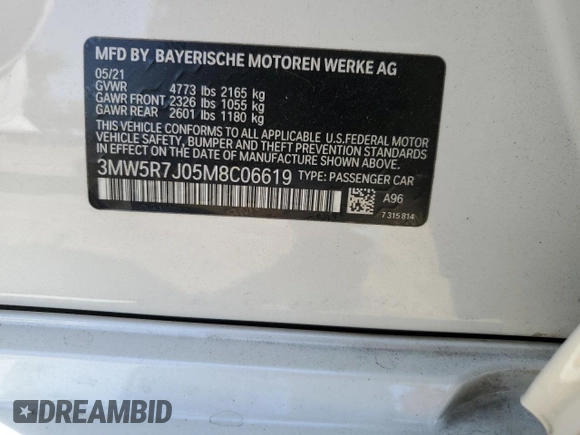 MFD BY BAYERISCHE MOTOREN WERKE AG
05/21
GVWR 4773 lbs 2165 kg
GAWR FRONT 2326 lbs 1055 kg
GAWR REAR 2601 lbs 1180 kg
THIS VEHICLE CONFORMS TO ALL APPLICABLE U.S.FEDERAL MOTOR
VEHICLE SAFETY, BUMPER AND THEFT PREVENTION STANDARDS
IN EFFECT ON THE DATE OF MANUFACTURE SHOWN ABOVE.
3MW5R7J05M8C06619 TYPE: PASSENGER CAR
A96
7 315 814
DREAMBID